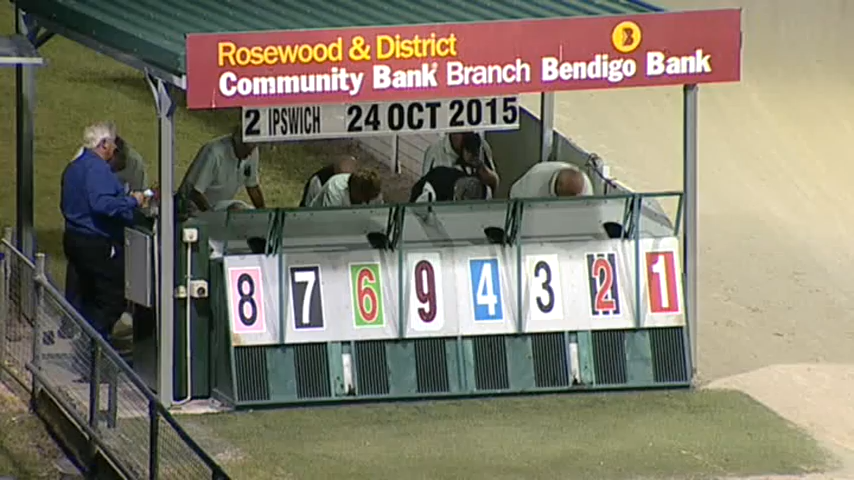 Rosewood & District
Community Bank Branch Bendigo Bank
2 IPSWICH 24 OCT 2015
8 7 6 9 4 3 2 1